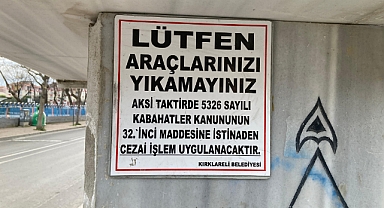 LÜTFEN
ARAÇLARINIZI
YIKAMAYINIZ
AKSİ TAKTİRDE 5326 SAYILI
KABAHATLER KANUNUNUN
32.`İNCİ MADDESİNE İSTİNADEN
CEZAİ İŞLEM UYGULANACAKTIR.
KIRKLARELİ BELEDİYESİ